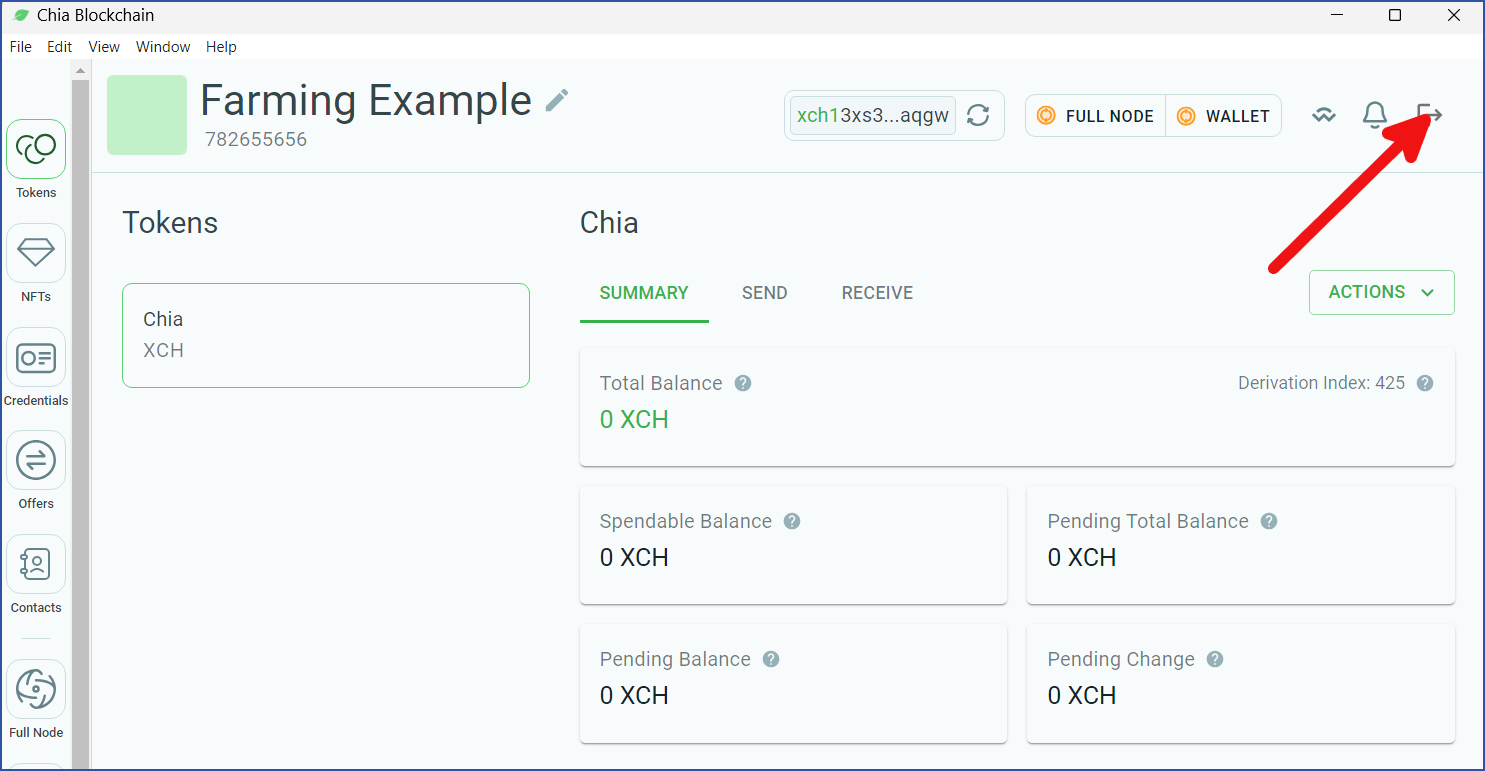 Chia Blockchain
File Edit View Window Help
Farming Example
782655656
xch13xs3...aqgw
FULL NODE
WALLET
Tokens
NFTs
Credentials
Offers
Contacts
Full Node
Tokens
Chia
XCH
Chia
SUMMARY SEND RECEIVE
ACTIONS
Total Balance ?
Derivation Index: 425 ?
0 XCH
Spendable Balance ?
0 XCH
Pending Total Balance ?
0 XCH
Pending Balance ?
0 XCH
Pending Change ?
0 XCH